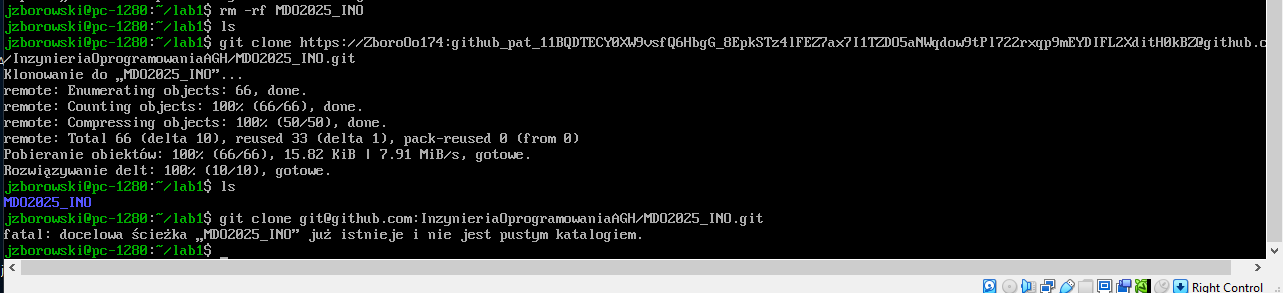 jzborowski@pc-1280:~/lab1$ rm -rf MDO2025_INO
jzborowski@pc-1280:~/lab1$ ls
jzborowski@pc-1280:~/lab1$ git clone
/InzynieriaOprogramowaniaAGH/MDO2025_INO.git
Klonowanie do „MDO2025_INO”...
remote: Enumerating objects: 66, done.
remote: Counting objects: 100% (66/66), done.
remote: Compressing objects: 100% (50/50), done.
remote: Total 66 (delta 10), reused 33 (delta 1), pack-reused 0 (from 0)
Pobieranie obiektów: 100% (66/66), 15.82 KiB | 7.91 MiB/s, gotowe.
Rozwiązywanie delt: 100% (10/10), gotowe.
jzborowski@pc-1280:~/lab1$ ls
MDO2025_INO
jzborowski@pc-1280:~/lab1$ git clone git@github.com:InzynieriaOprogramowaniaAGH/MDO2025_INO.git
fatal: docelowa ścieżka „MDO2025_INO” już istnieje i nie jest pustym katalogiem.
jzborowski@pc-1280:~/lab1$ _
Right Control